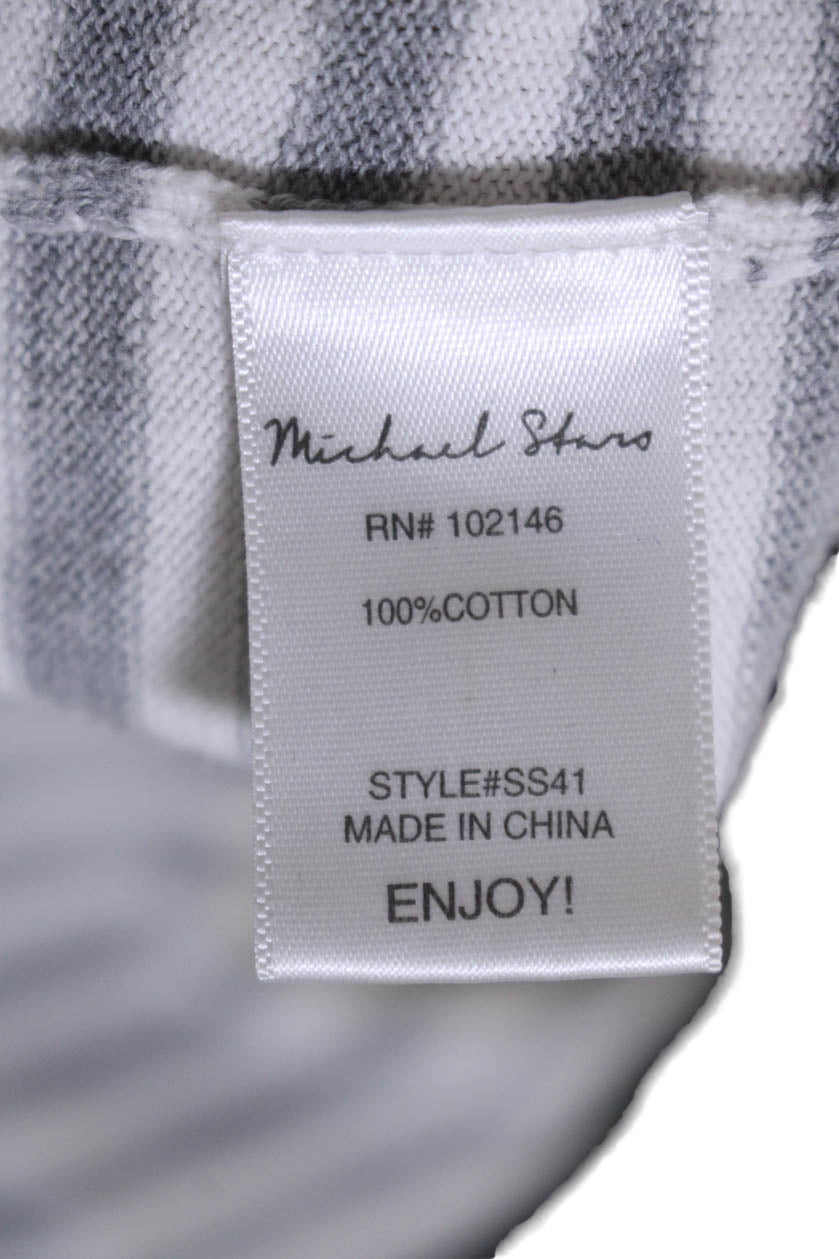 Michael Stars
RN# 102146
100%COTTON
STYLE#SS41
MADE IN CHINA
ENJOY!